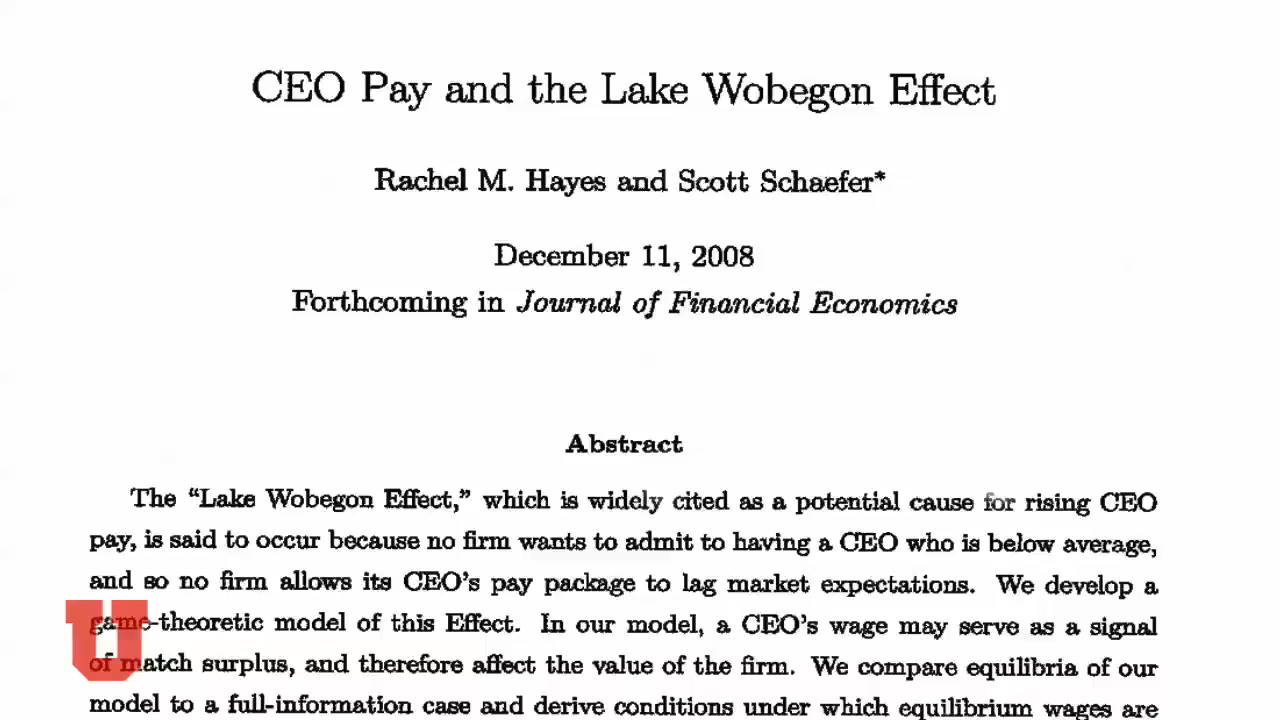 CEO Pay and the Lake Wobegon Effect
Rachel M. Hayes and Scott Schaefer*
December 11, 2008
Forthcoming in Journal of Financial Economics
Abstract
The “Lake Wobegon Effect,” which is widely cited as a potential cause for rising CEO
pay, is said to occur because no firm wants to admit to having a CEO who is below average,
and so no firm allows its CEO’s pay package to lag market expectations. We develop a
game-theoretic model of this Effect. In our model, a CEO’s wage may serve as a signal
of match surplus, and therefore affect the value of the firm. We compare equilibria of our
model to a full-information case and derive conditions under which equilibrium wages are
U